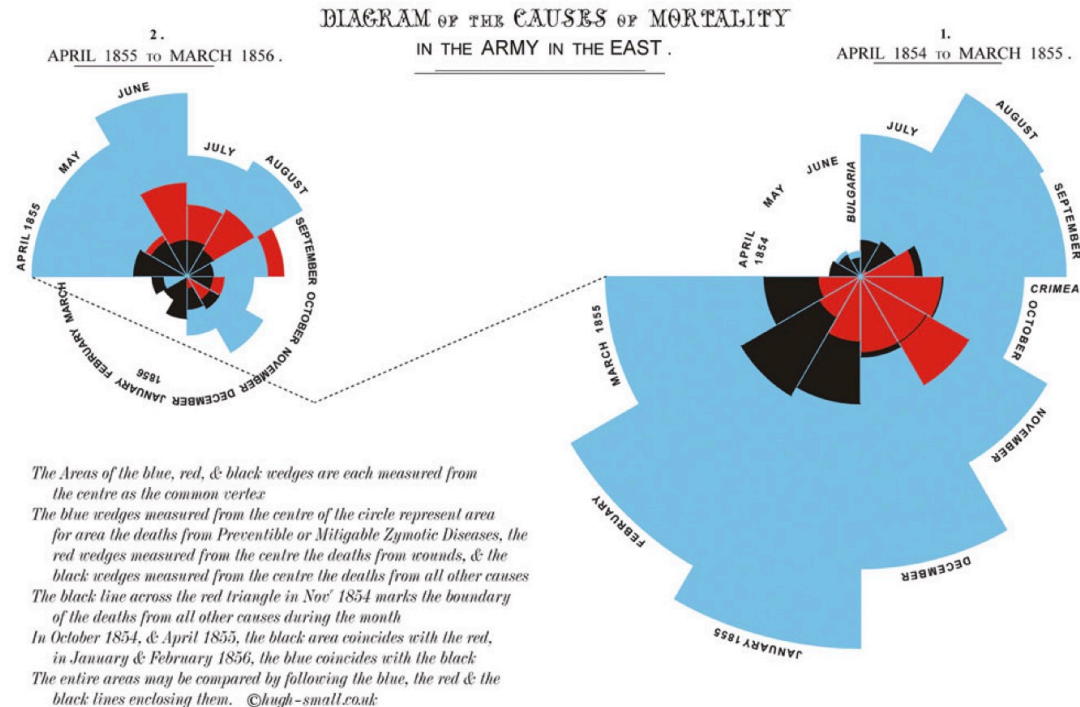 DIAGRAM OF THE CAUSES OF MORTALITY
IN THE ARMY IN THE EAST .
2 .
APRIL 1855 TO MARCH 1856 .
1.
APRIL 1854 TO MARCH 1855 .
JUNE
JULY
AUGUST
MAY
APRIL 1855
SEPTEMBER
OCTOBER
NOVEMBER
DECEMBER
JANUARY
1856
FEBRUARY
MARCH
JULY
AUGUST
JUNE
MAY
BULGARIA
APRIL
1854
SEPTEMBER
CRIMEA
OCTOBER
NOVEMBER
DECEMBER
JANUARY 1855
FEBRUARY
MARCH 1855
The Areas of the blue, red, & black wedges are each measured from
the centre as the common vertex
The blue wedges measured from the centre of the circle represent area
for area the deaths from Preventible or Mitigable Zymotic Diseases, the
red wedges measured from the centre the deaths from wounds, & the
black wedges measured from the centre the deaths from all other causes
The black line across the red triangle in Novr 1854 marks the boundary
of the deaths from all other causes during the month
In October 1854, & April 1855, the black area coincides with the red,
in January & February 1856, the blue coincides with the black
The entire areas may be compared by following the blue, the red & the
black lines enclosing them. ©hugh-small.co.uk